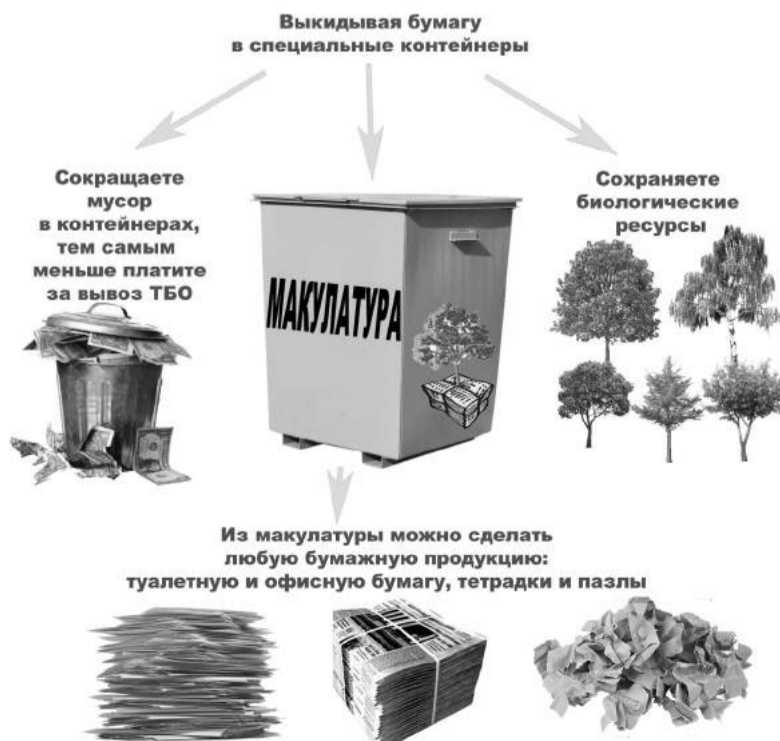 Выкидывая бумагу
в специальные контейнеры
Сокращаете
мусор
в контейнерах,
тем самым
меньше платите
за вывоз ТБО
МАКУЛАТУРА
Сохраняете
биологические
ресурсы
Из макулатуры можно сделать
любую бумажную продукцию:
туалетную и офисную бумагу, тетрадки и пазлы